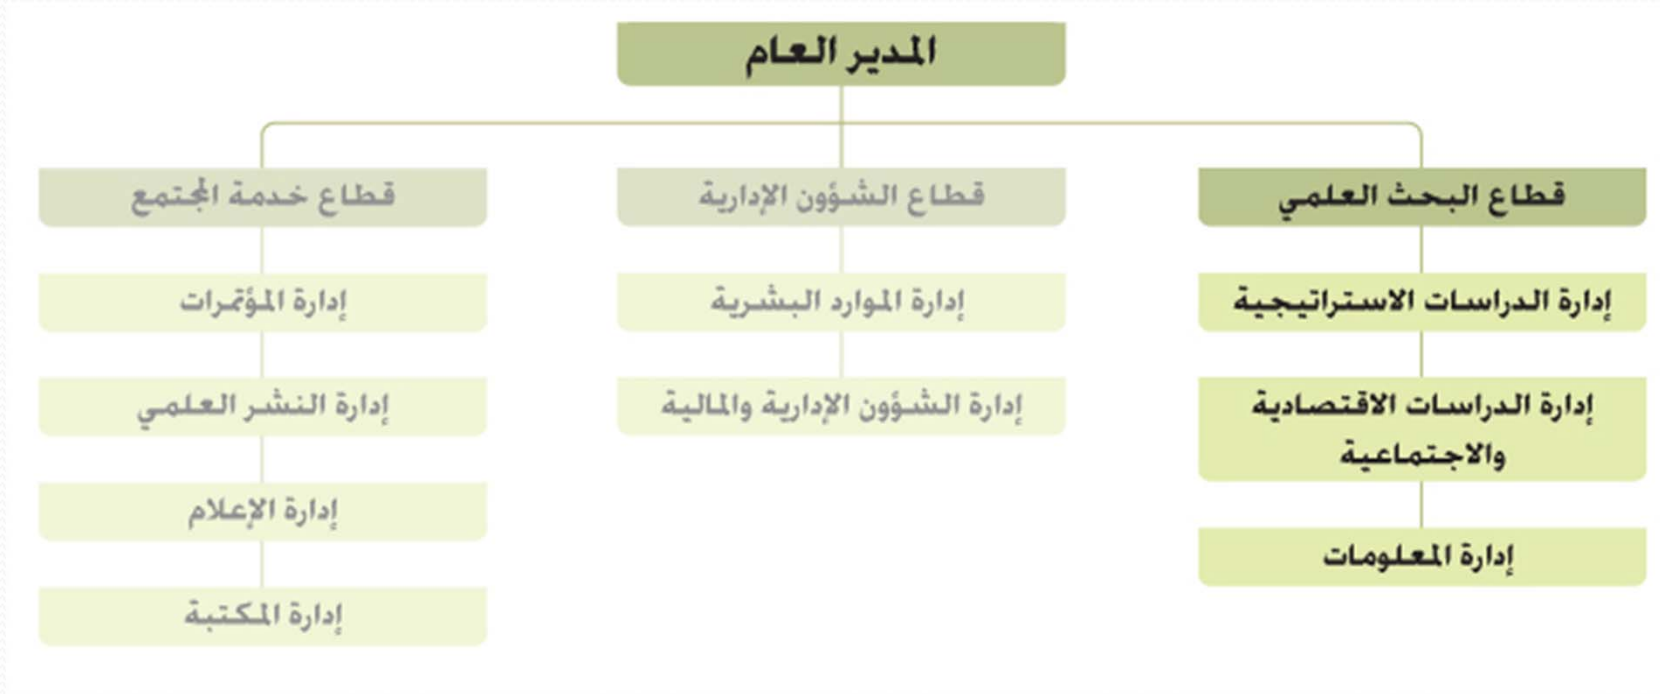 المدير العام
قطاع البحث العلمي
إدارة الدراسات الاستراتيجية
إدارة الدراسات الاقتصادية
والاجتماعية
إدارة المعلومات
قطاع الشؤون الإدارية
إدارة الموارد البشرية
إدارة الشؤون الإدارية والمالية
قطاع خدمة المجتمع
إدارة المؤتمرات
إدارة النشر العلمي
إدارة الإعلام
إدارة المكتبة